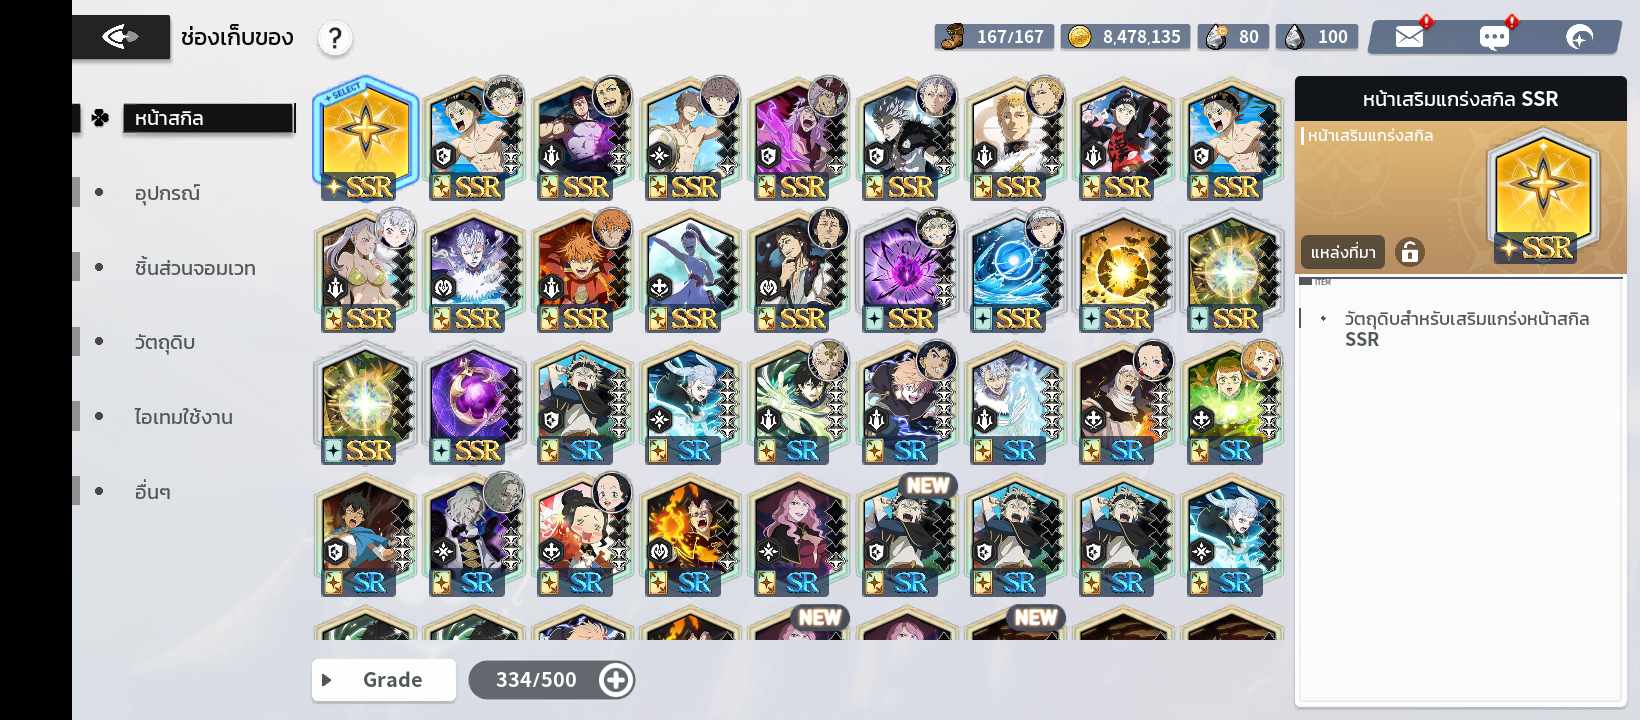 ช่องเก็บของ
?
167/167
8,478,135
80
100
หน้าสกิล
อุปกรณ์
ชิ้นส่วนจอมเวท
วัตถุดิบ
ไอเทมใช้งาน
อื่นๆ
+ SELECT
SSR SSR SSR SSR SSR SSR SSR SSR SSR
SSR SSR SSR SSR SSR SSR SSR SSR SSR
SSR SSR SR SR SR SR SR SR SR
NEW
SR SR SR SR SR SR SR SR SR
NEW NEW
Grade
334/500
หน้าเสริมแกร่งสกิล SSR
หน้าเสริมแกร่งสกิล
SSR
แหล่งที่มา
ITEM
วัตถุดิบสำหรับเสริมแกร่งหน้าสกิล
SSR